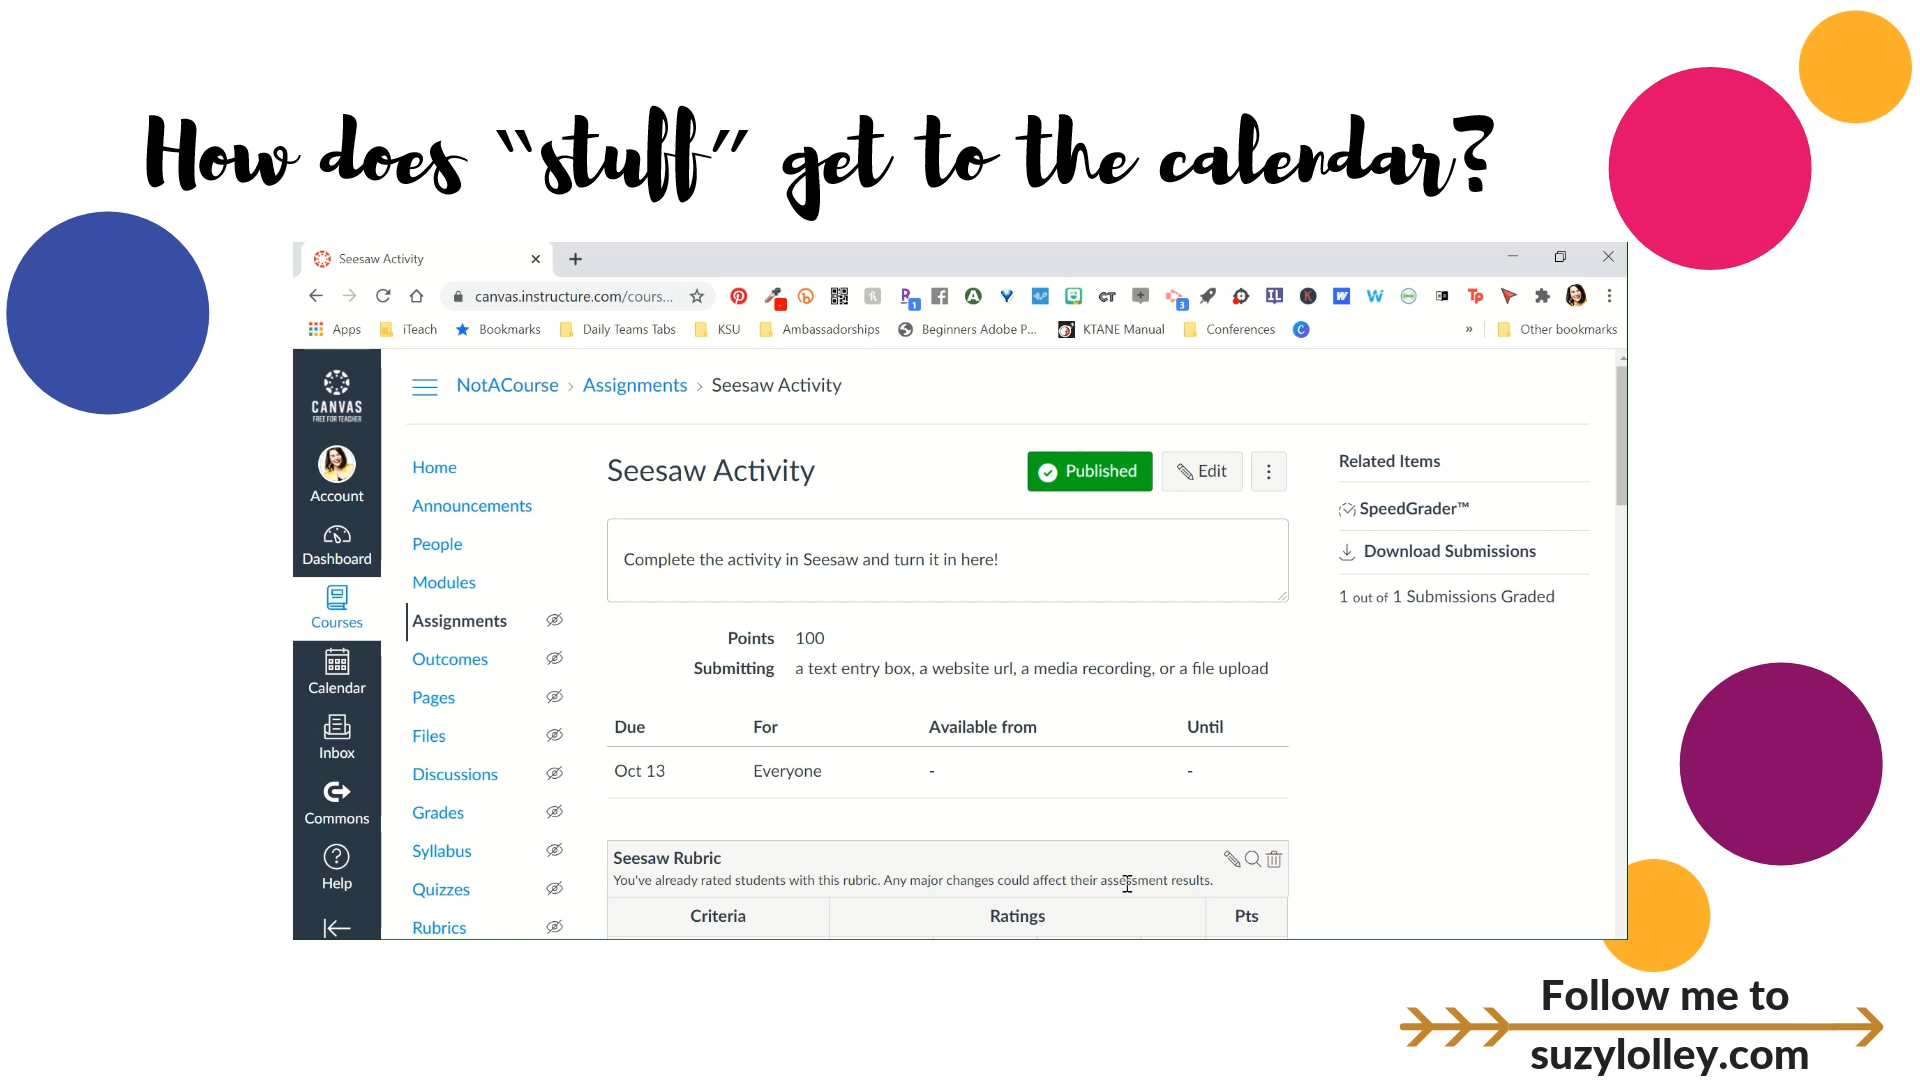 How does “stuff” get to the calendar?
Seesaw Activity
canvas.instructure.com/cours...
1
CT
3
IL
K
W
W
Tp
Apps iTeach Bookmarks Daily Teams Tabs KSU Ambassadorships Beginners Adobe P... KTANE Manual Conferences » Other bookmarks
CANVAS
FREE FOR TEACHER
Account
Dashboard
Courses
Calendar
Inbox
Commons
Help
NotACourse › Assignments › Seesaw Activity
Home
Announcements
People
Modules
Assignments
Outcomes
Pages
Files
Discussions
Grades
Syllabus
Quizzes
Rubrics
Seesaw Activity
Published
Edit
Complete the activity in Seesaw and turn it in here!
Points 100
Submitting a text entry box, a website url, a media recording, or a file upload
Due For Available from Until
Oct 13 Everyone - -
Seesaw Rubric
You've already rated students with this rubric. Any major changes could affect their assessment results.
Criteria Ratings Pts
Related Items
SpeedGrader™
Download Submissions
1 out of 1 Submissions Graded
Follow me to
suzylolley.com